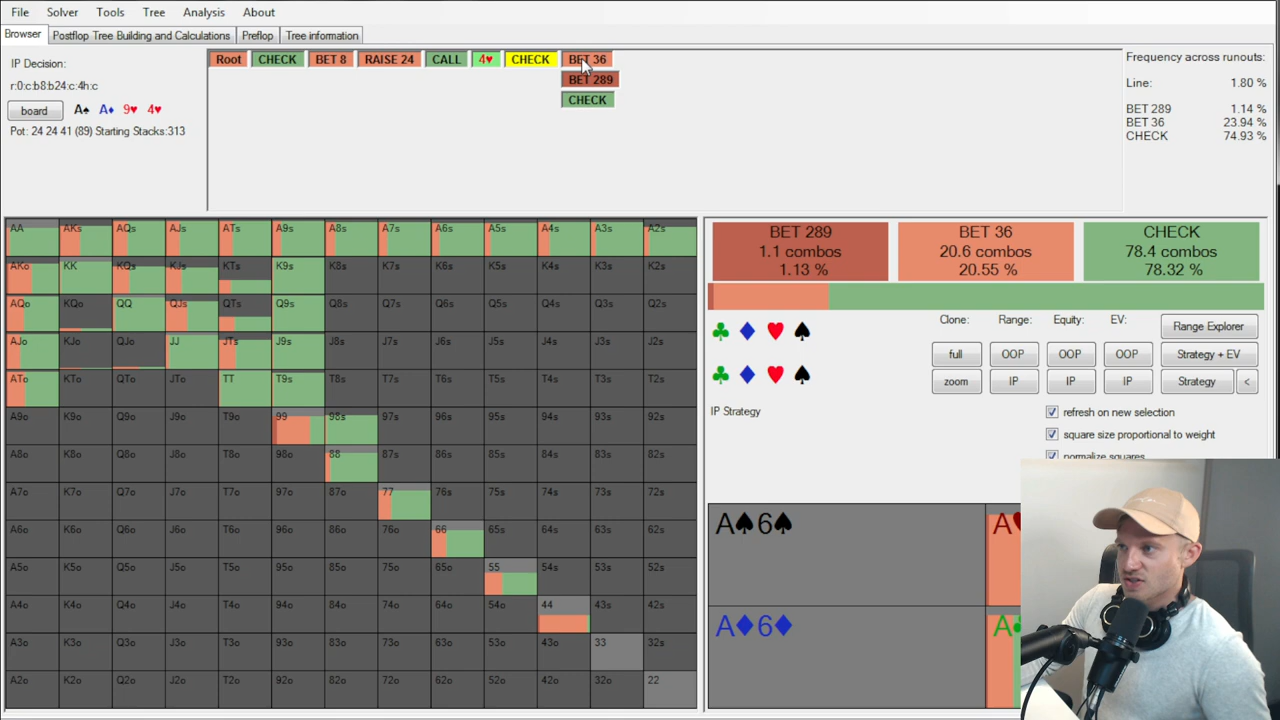 File Solver Tools Tree Analysis About
Browser Postflop Tree Building and Calculations Preflop Tree information
IP Decision:
r:0:c:b8:b24:c:4h:c
board A♠ A♦ 9♥ 4♥
Pot: 24 24 41 (89) Starting Stacks:313
Root CHECK BET 8 RAISE 24 CALL 4♥ CHECK BET 36
BET 289
CHECK
Frequency across runouts:
Line: 1.80 %
BET 289 1.14 %
BET 36 23.94 %
CHECK 74.93 %
AA AKs AQs AJs ATs A9s A8s A7s A6s A5s A4s A3s A2s
AKo KK KQs KJs KTs K9s K8s K7s K6s K5s K4s K3s K2s
AQo KQo QQ QJs QTs Q9s Q8s Q7s Q6s Q5s Q4s Q3s Q2s
AJo KJo QJo JJ JTs J9s J8s J7s J6s J5s J4s J3s J2s
ATo KTo QTo JTo TT T9s T8s T7s T6s T5s T4s T3s T2s
A9o K9o Q9o J9o T9o 99 98s 97s 96s 95s 94s 93s 92s
A8o K8o Q8o J8o T8o 98o 88 87s 86s 85s 84s 83s 82s
A7o K7o Q7o J7o T7o 97o 87o 77 76s 75s 74s 73s 72s
A6o K6o Q6o J6o T6o 96o 86o 76o 66 65s 64s 63s 62s
A5o K5o Q5o J5o T5o 95o 85o 75o 65o 55 54s 53s 52s
A4o K4o Q4o J4o T4o 94o 84o 74o 64o 54o 44 43s 42s
A3o K3o Q3o J3o T3o 93o 83o 73o 63o 53o 43o 33 32s
A2o K2o Q2o J2o T2o 92o 82o 72o 62o 52o 42o 32o 22
BET 289 BET 36 CHECK
1.1 combos 20.6 combos 78.4 combos
1.13 % 20.55 % 78.32 %
♣ ♦ ♥ ♠
♣ ♦ ♥ ♠
Clone: Range: Equity: EV: Range Explorer
full OOP OOP OOP Strategy + EV
zoom IP IP IP Strategy <
IP Strategy
refresh on new selection
square size proportional to weight
normalize squares
A♠6♠ A
A♦6♦ A